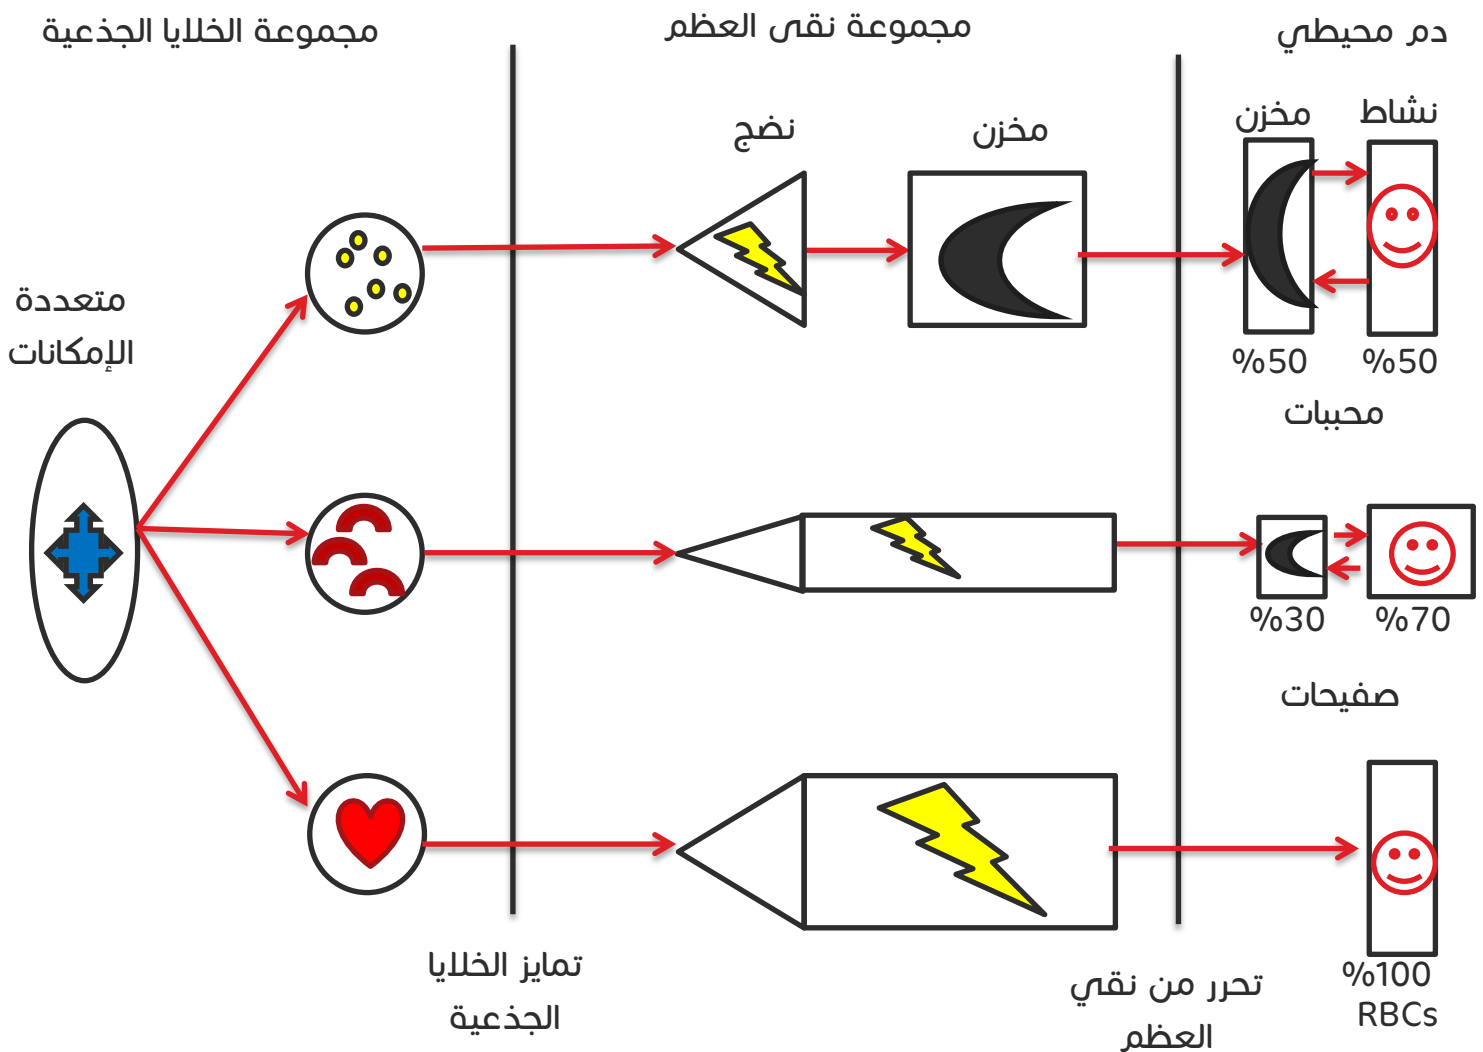 دم محيطي
مجموعة نقى العظم
مجموعة الخلايا الجذعية
نشاط
مخزن
مخزن
نضج
متعددة
الإمكانات
%50
%50
محببات
%70
%30
صفيحات
%100
RBCs
تحرر من نقي
العظم
تمايز الخلايا
الجذعية